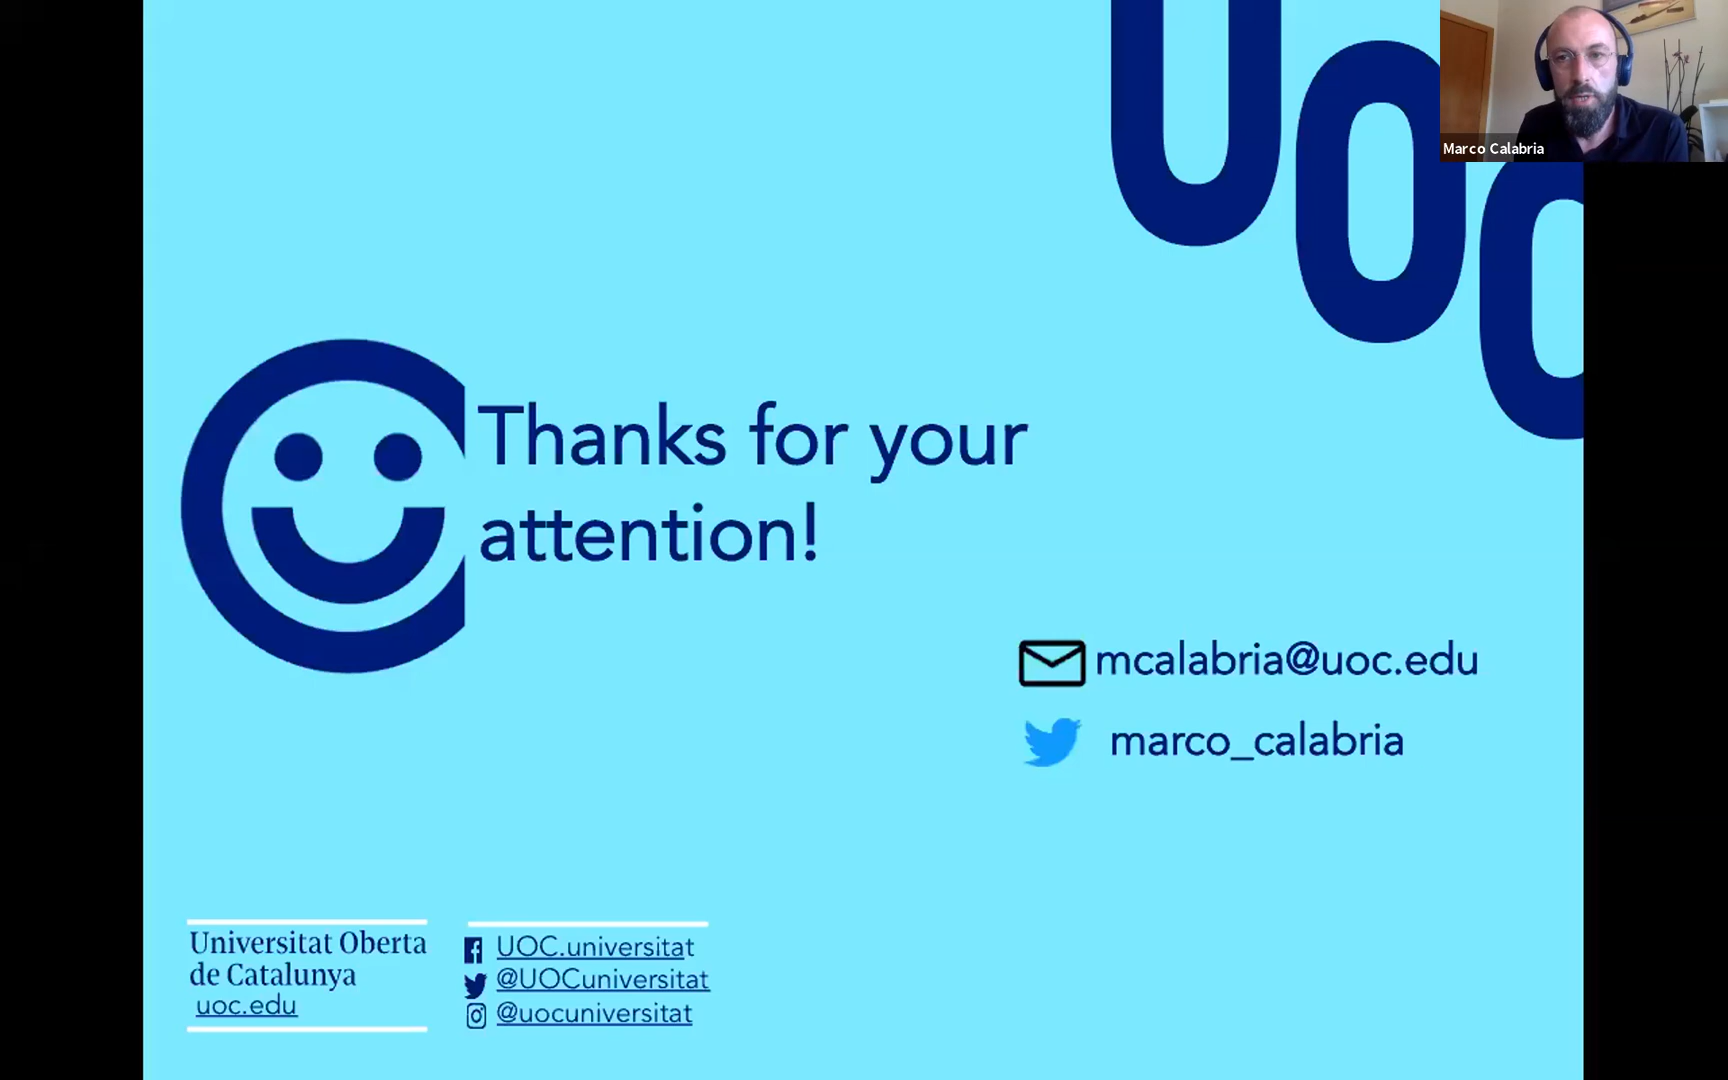 UOC
Marco Calabria
Thanks for your
attention!
mcalabria@uoc.edu
marco_calabria
Universitat Oberta
de Catalunya
uoc.edu
UOC.universitat
@UOCuniversitat
@uocuniversitat